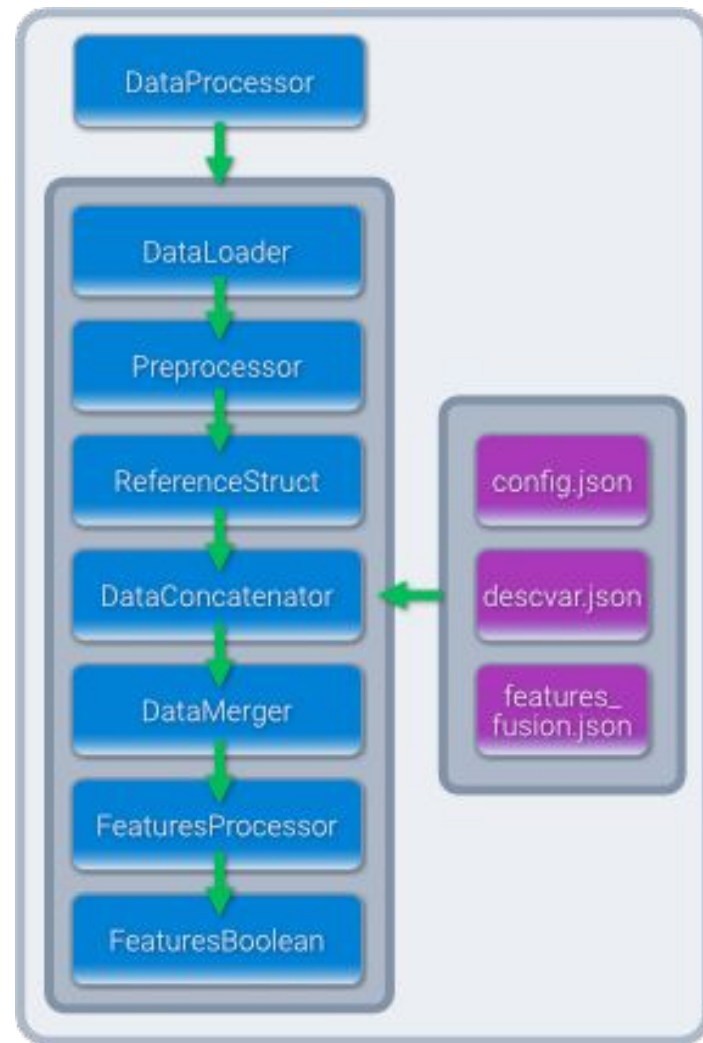 DataProcessor
DataLoader
Preprocessor
ReferenceStruct
DataConcatenator
DataMerger
FeaturesProcessor
FeaturesBoolean
config.json
descvar.json
features_
fusion.json